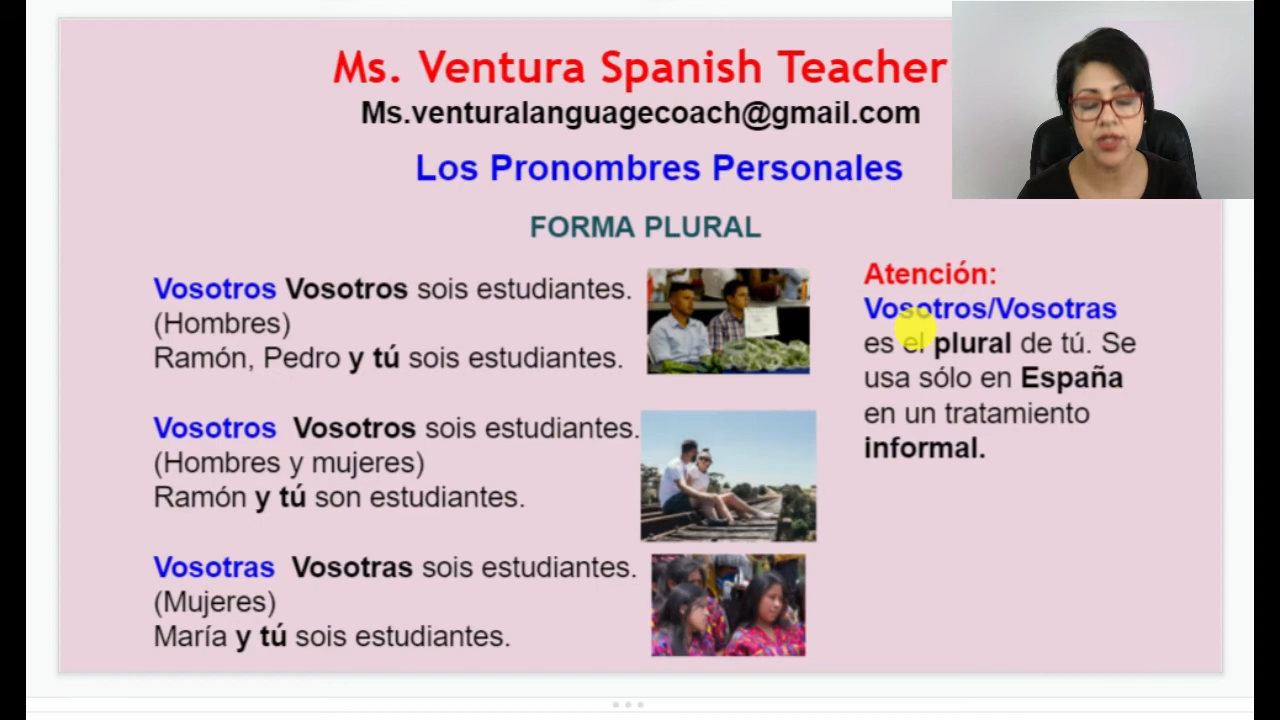 Ms. Ventura Spanish Teacher
Ms.venturalanguagecoach@gmail.com
Los Pronombres Personales
FORMA PLURAL
Vosotros Vosotros sois estudiantes.
(Hombres)
Ramón, Pedro y tú sois estudiantes.
Vosotros Vosotros sois estudiantes.
(Hombres y mujeres)
Ramón y tú son estudiantes.
Vosotras Vosotras sois estudiantes.
(Mujeres)
María y tú sois estudiantes.
Atención:
Vosotros/Vosotras
es el plural de tú. Se
usa sólo en España
en un tratamiento
informal.